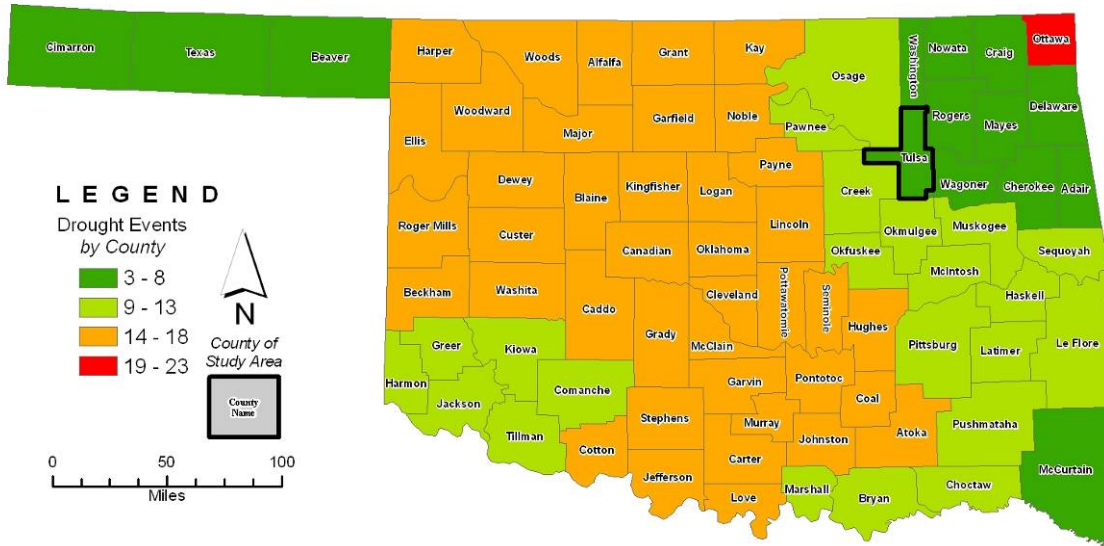 Cimarron
Texas
Beaver
Harper
Woods
Alfalfa
Grant
Kay
Osage
Washington
Nowata
Craig
Ottawa
Woodward
Ellis
Major
Garfield
Noble
Pawnee
Rogers
Mayes
Delaware
Tulsa
Dewey
Blaine
Kingfisher
Logan
Payne
Creek
Wagoner
Cherokee
Adair
Roger Mills
Custer
Canadian
Oklahoma
Lincoln
Okmulgee
Muskogee
Okfuskee
Sequoyah
McIntosh
Haskell
Beckham
Washita
Caddo
Cleveland
Pottawatomie
Seminole
Hughes
Grady
McClain
Pittsburg
Latimer
Le Flore
Greer
Kiowa
Harmon
Jackson
Comanche
Tillman
Garvin
Pontotoc
Coal
Stephens
Murray
Johnston
Atoka
Pushmataha
Cotton
Carter
Jefferson
Love
Marshall
Bryan
Choctaw
McCurtain
LEGEND
Drought Events
by County
3 - 8
9 - 13
14 - 18
19 - 23
N
County of
Study Area
County
Name
0 50 100
Miles